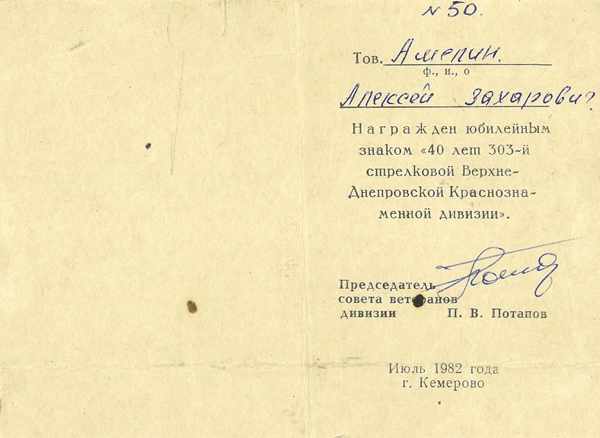 № 50.
Тов. Амелин.
ф., и., о
Алексей Захарович
Награжден юбилейным
знаком «40 лет 303-й
стрелковой Верхне-
Днепровской Краснозна-
менной дивизии».
Председатель
совета ветеранов
дивизии П. В. Потапов
Июль 1982 года
г. Кемерово